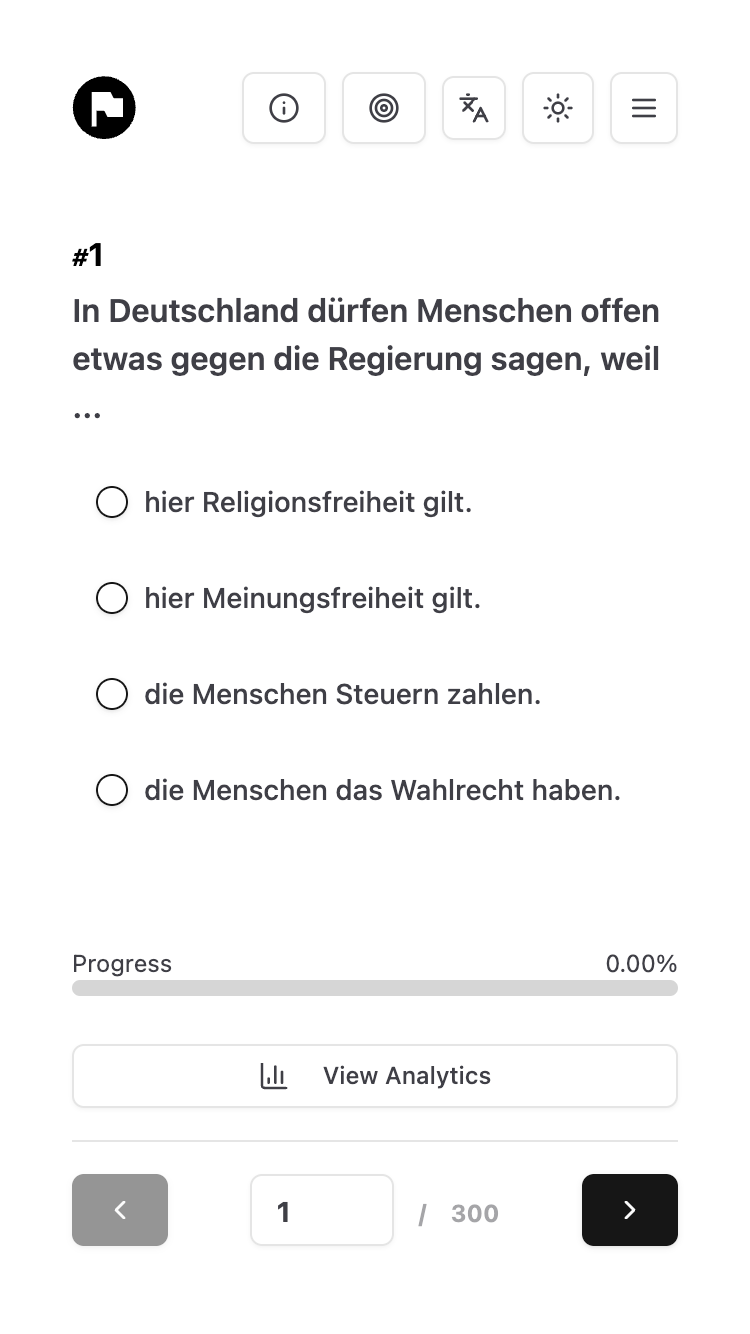 #1
In Deutschland dürfen Menschen offen
etwas gegen die Regierung sagen, weil
...
hier Religionsfreiheit gilt.
hier Meinungsfreiheit gilt.
die Menschen Steuern zahlen.
die Menschen das Wahlrecht haben.
Progress 0.00%
View Analytics
1 / 300